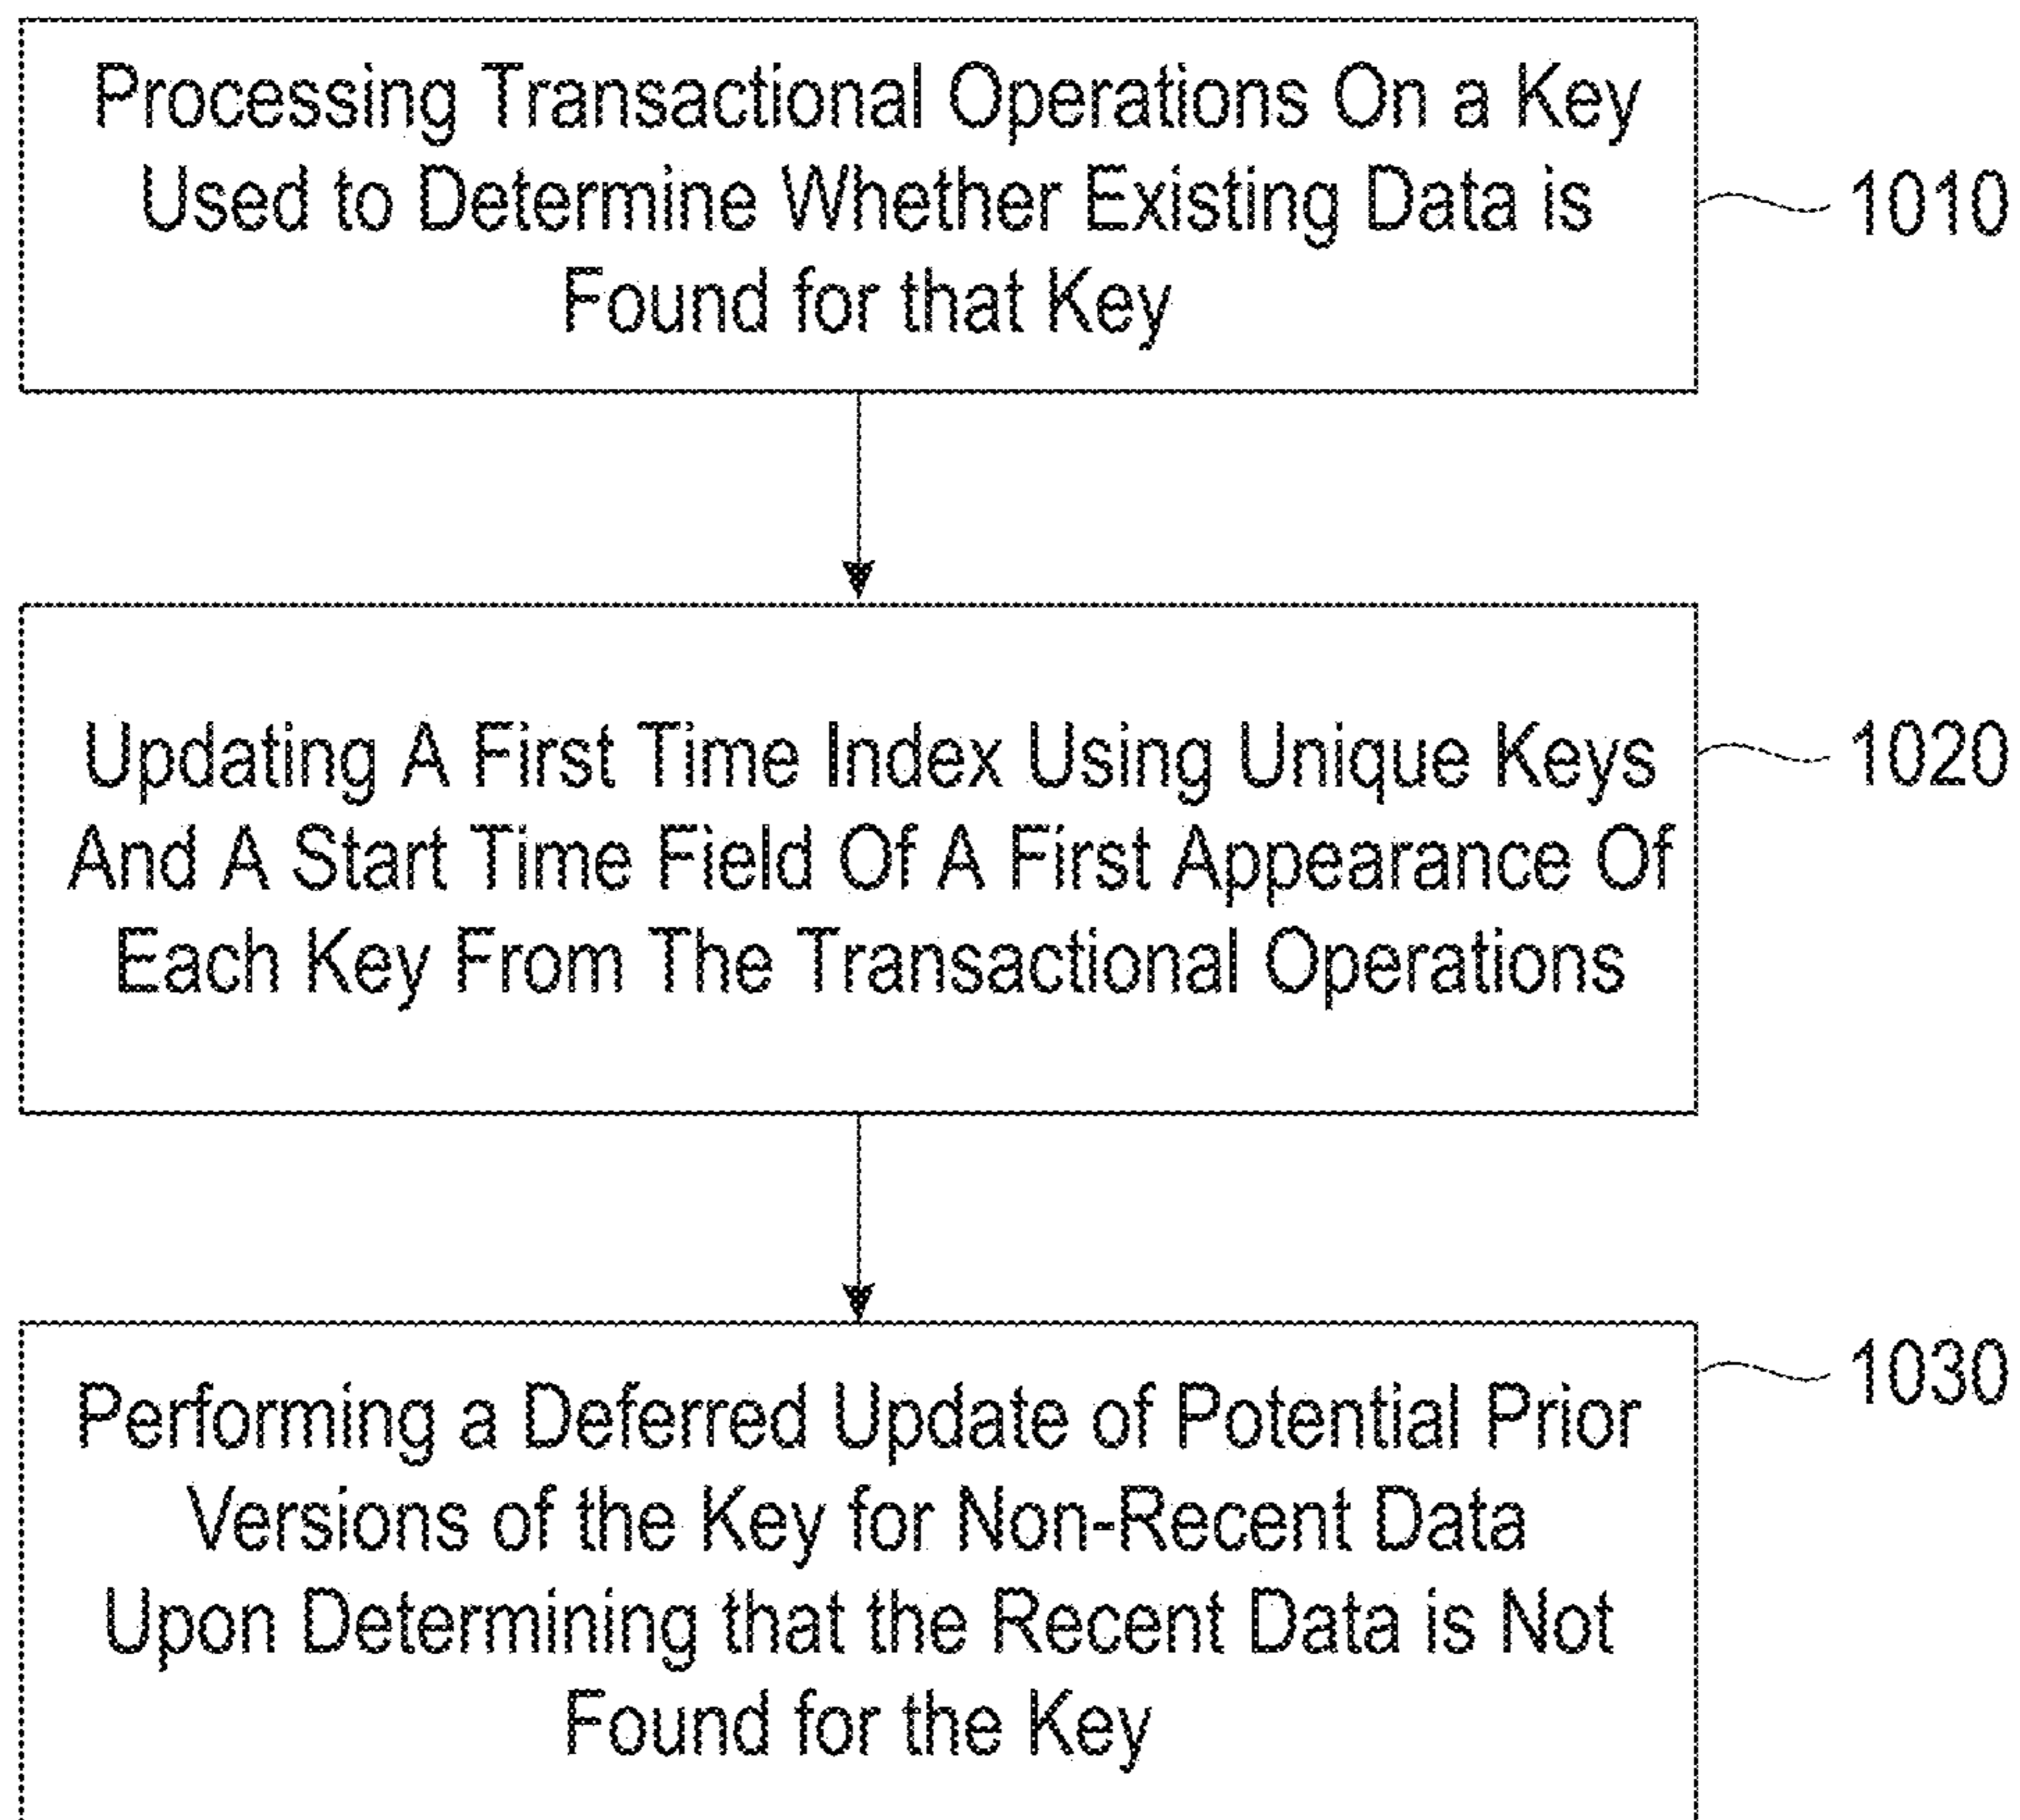 Processing Transactional Operations On a Key
Used to Determine Whether Existing Data is
Found for that Key
1010
Updating A First Time Index Using Unique Keys
And A Start Time Field Of A First Appearance Of
Each Key From The Transactional Operations
1020
Performing a Deferred Update of Potential Prior
Versions of the Key for Non-Recent Data
Upon Determining that the Recent Data is Not
Found for the Key
1030